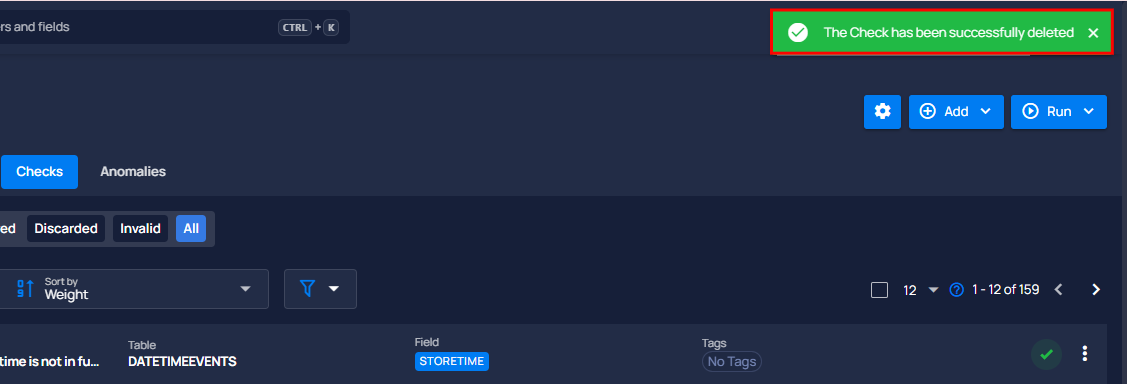 rs and fields
CTRL + K
The Check has been successfully deleted
Add
Run
Checks
Anomalies
ed
Discarded
Invalid
All
Sort by
Weight
12
1 - 12 of 159
time is not in fu...
Table
DATETIMEEVENTS
Field
STORETIME
Tags
No Tags